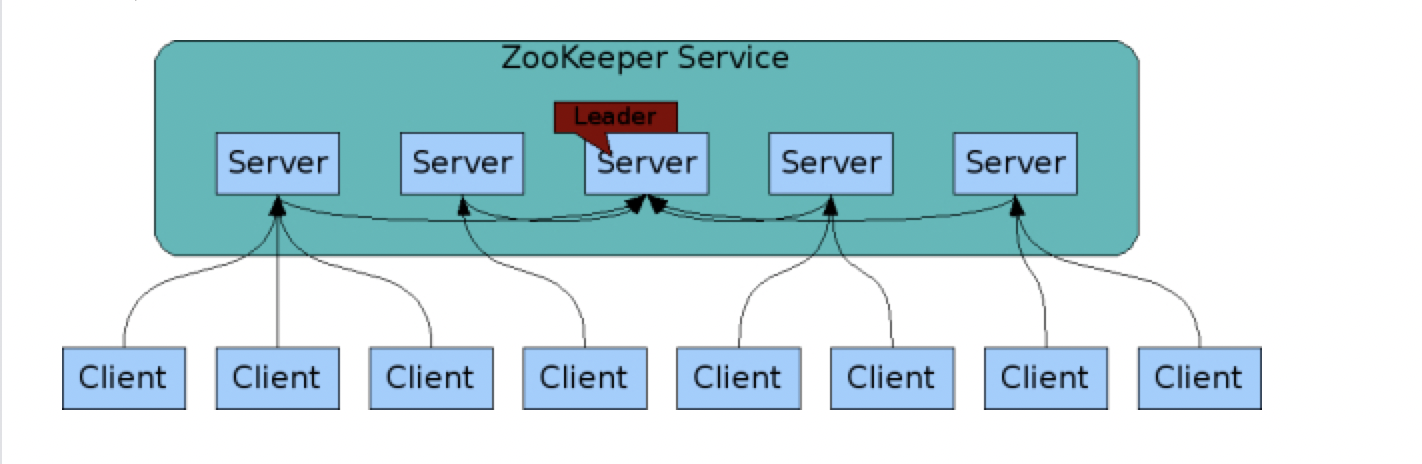 ZooKeeper Service
Leader
Server Server Server Server Server
Client Client Client Client Client Client Client Client